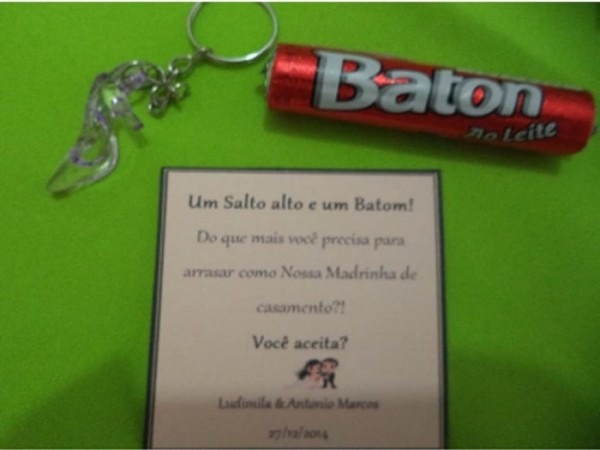 Baton
Ao Leite
Um Salto alto e um Batom!
Do que mais você precisa para
arrasar como Nossa Madrinha de
casamento?!
Você aceita?
Ludimila & Antonio Marcos
27/12/2014